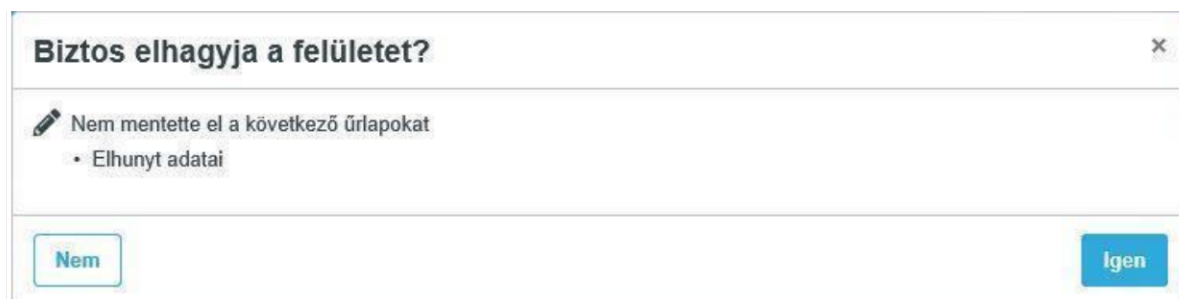 Biztos elhagyja a felületet?
×
Nem mentette el a következő űrlapokat
• Elhunyt adatai
Nem
Igen